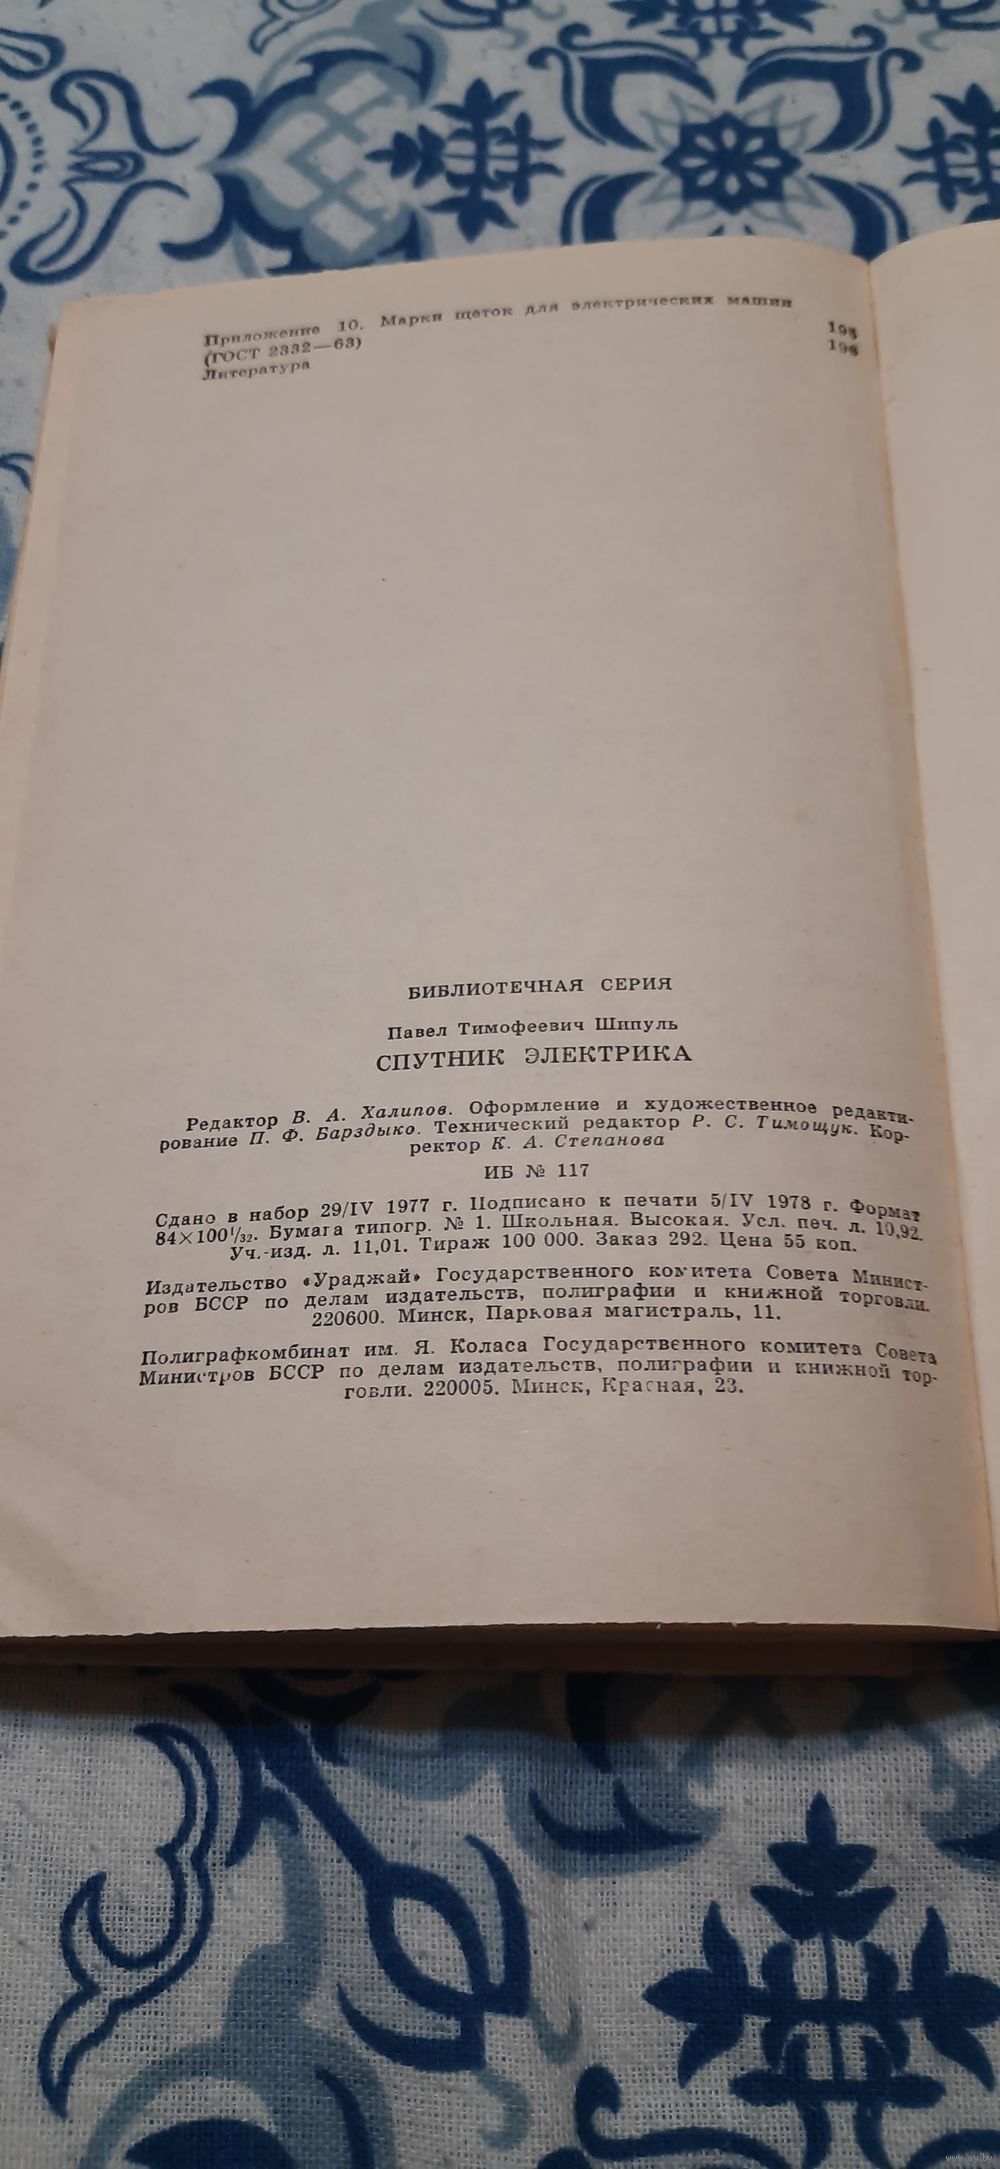 Приложение 10. Марки щеток для электрических машин
(ГОСТ 2332—63) 193
Литература
БИБЛИОТЕЧНАЯ СЕРИЯ
Павел Тимофеевич Шипуль
СПУТНИК ЭЛЕКТРИКА
Редактор В. А. Халипов. Оформление и художественное редакти-
рование П. Ф. Барздыко. Технический редактор Р. С. Тимощук. Кор-
ректор К. А. Степанова
ИБ № 117
Сдано в набор 29/IV 1977 г. Подписано к печати 5/IV 1978 г. Формат
84×100¹/₃₂. Бумага типогр. № 1. Школьная. Высокая. Усл. печ. л. 10,92.
Уч.-изд. л. 11,01. Тираж 100 000. Заказ 292. Цена 55 коп.
Издательство «Ураджай» Государственного комитета Совета Минист-
ров БССР по делам издательств, полиграфии и книжной торговли.
220600. Минск, Парковая магистраль, 11.
Полиграфкомбинат им. Я. Коласа Государственного комитета Совета
Министров БССР по делам издательств, полиграфии и книжной тор-
говли. 220005. Минск, Красная, 23.
www.ay.by